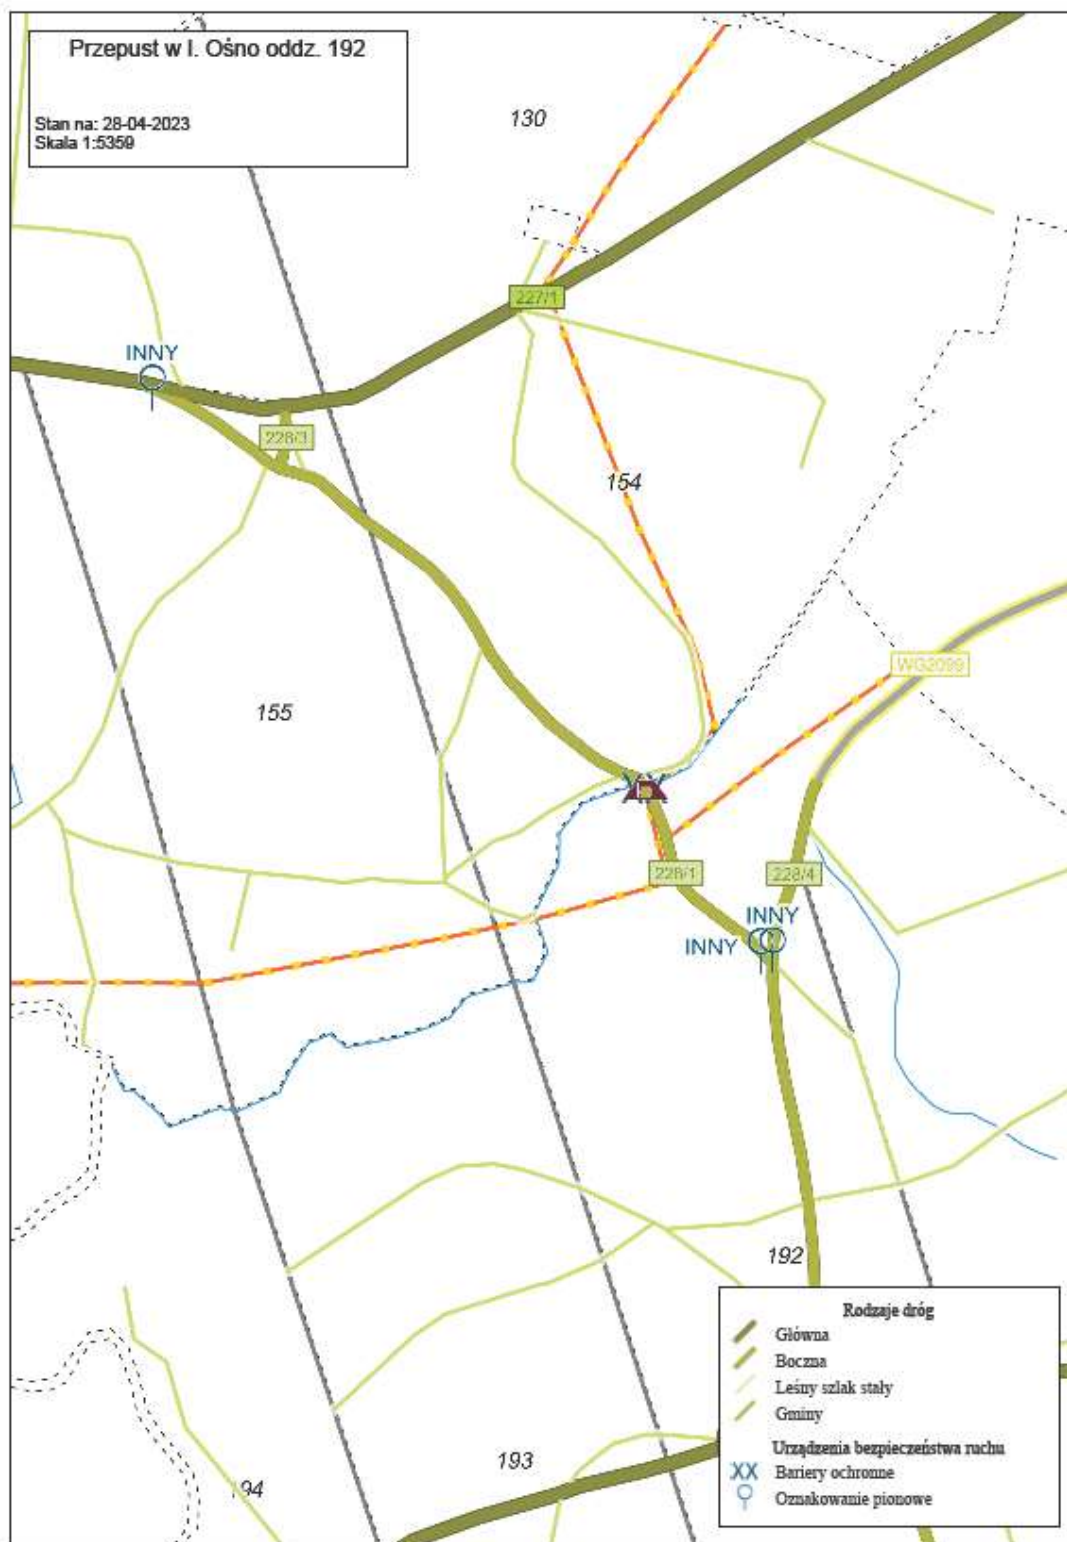 Przepust w l. Ośno oddz. 192
Stan na: 28-04-2023
Skala 1:5359
130
227/1
INNY
228/3
154
WG2099
155
228/1
228/4
INNY
INNY
192
193
194
Rodzaje dróg
Główna
Boczna
Leśny szlak stały
Gminy
Urządzenia bezpieczeństwa ruchu
XX Bariery ochronne
Oznakowanie pionowe